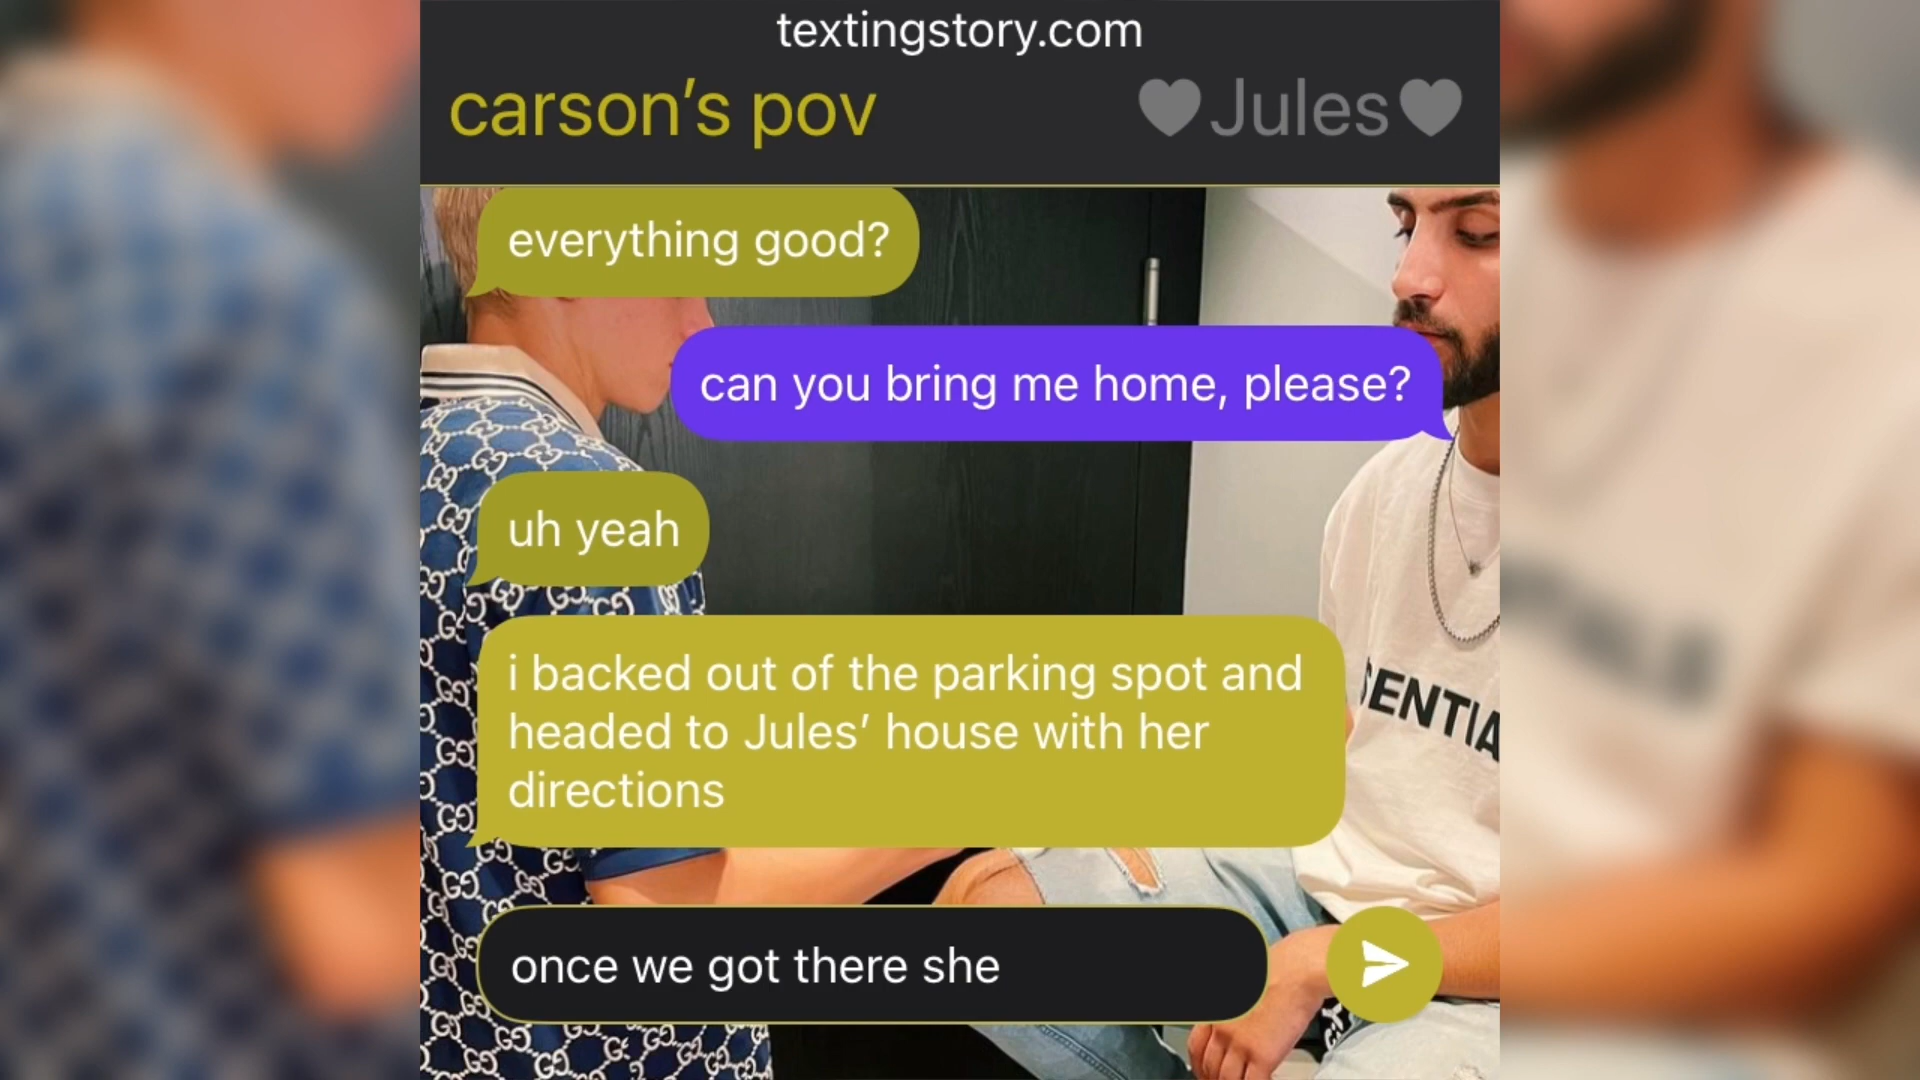 textingstory.com
carson’s pov
🖤Jules🖤
everything good?
can you bring me home, please?
uh yeah
i backed out of the parking spot and
headed to Jules’ house with her
directions
SENTIA
once we got there she